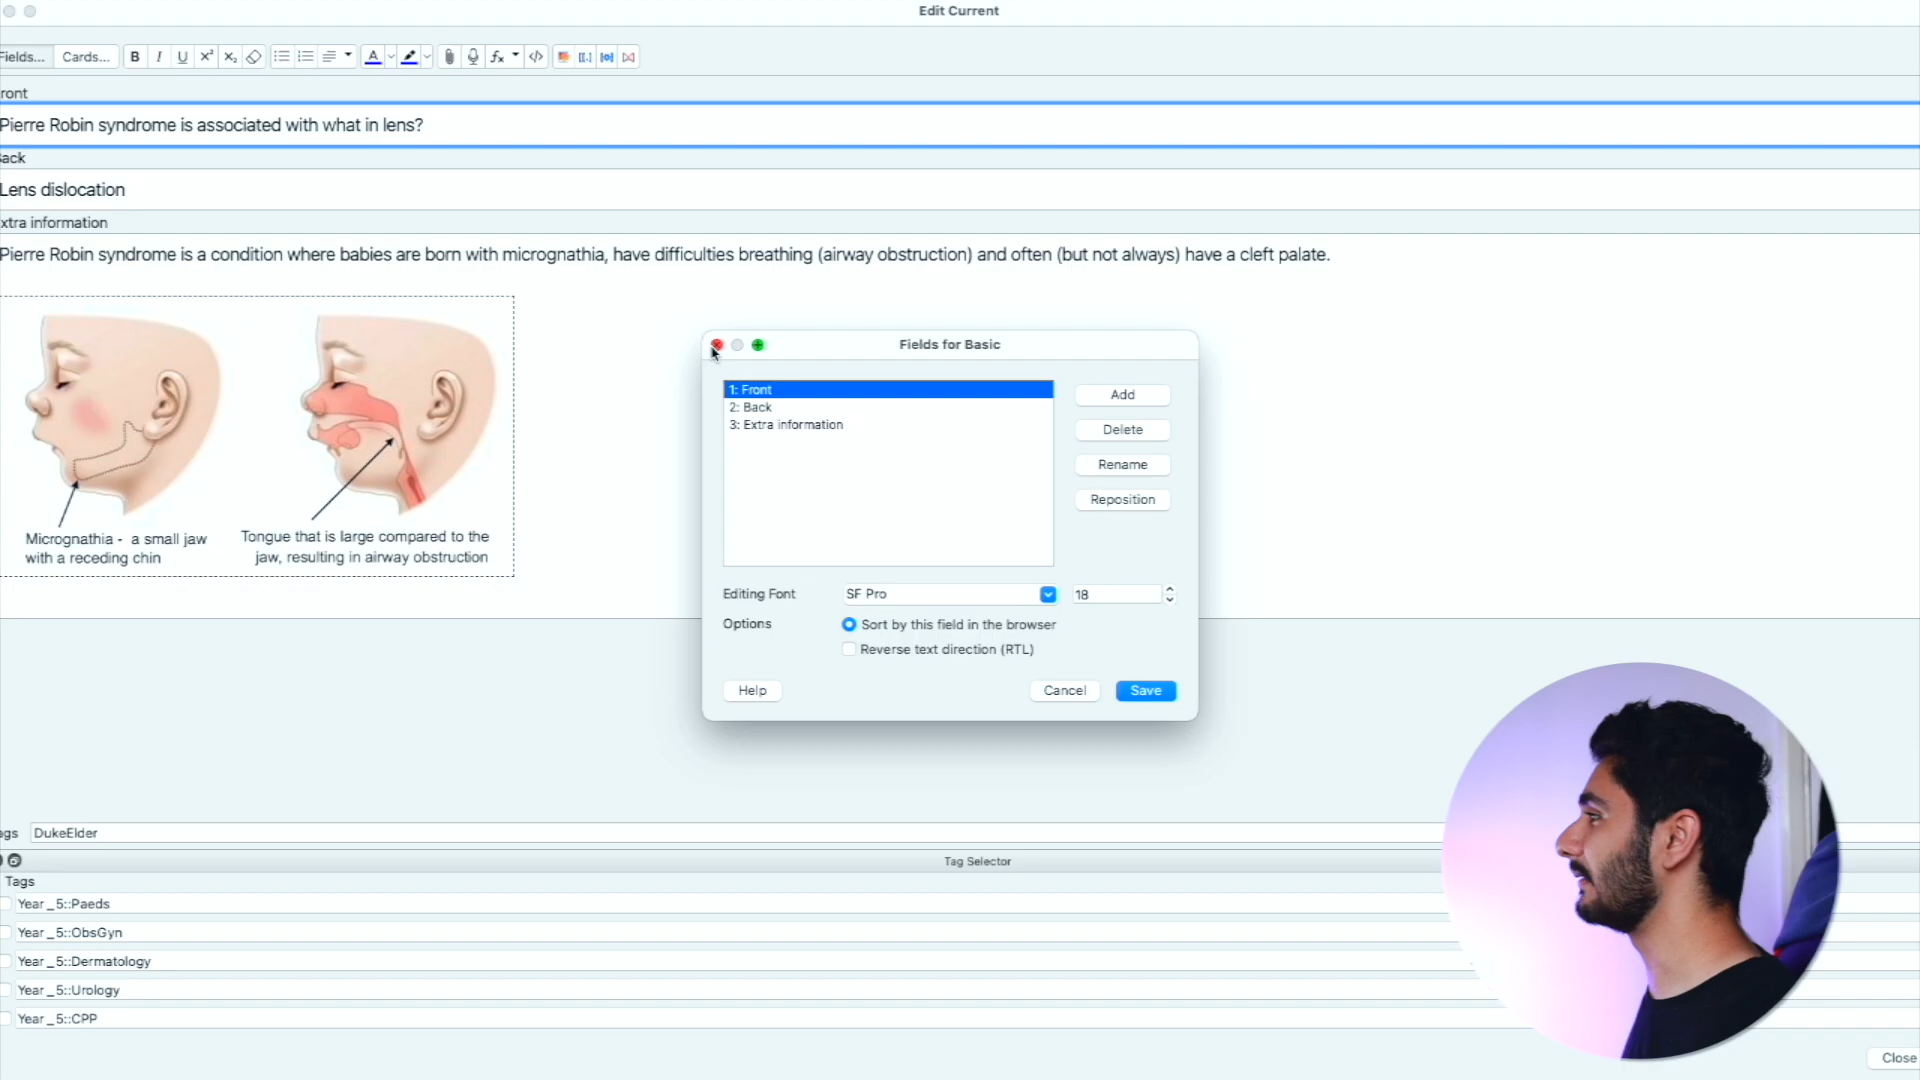 Edit Current
Fields...
Cards...
B I U X² X₂
A
fx
</>
[[.]
ront
Pierre Robin syndrome is associated with what in lens?
Back
Lens dislocation
xtra information
Pierre Robin syndrome is a condition where babies are born with micrognathia, have difficulties breathing (airway obstruction) and often (but not always) have a cleft palate.
Micrognathia - a small jaw
with a receding chin
Tongue that is large compared to the
jaw, resulting in airway obstruction
Fields for Basic
1: Front
2: Back
3: Extra information
Add
Delete
Rename
Reposition
Editing Font
SF Pro
18
Options
Sort by this field in the browser
Reverse text direction (RTL)
Help
Cancel
Save
ags
DukeElder
Tag Selector
Tags
Year_5::Paeds
Year_5::ObsGyn
Year_5::Dermatology
Year_5::Urology
Year_5::CPP
Close